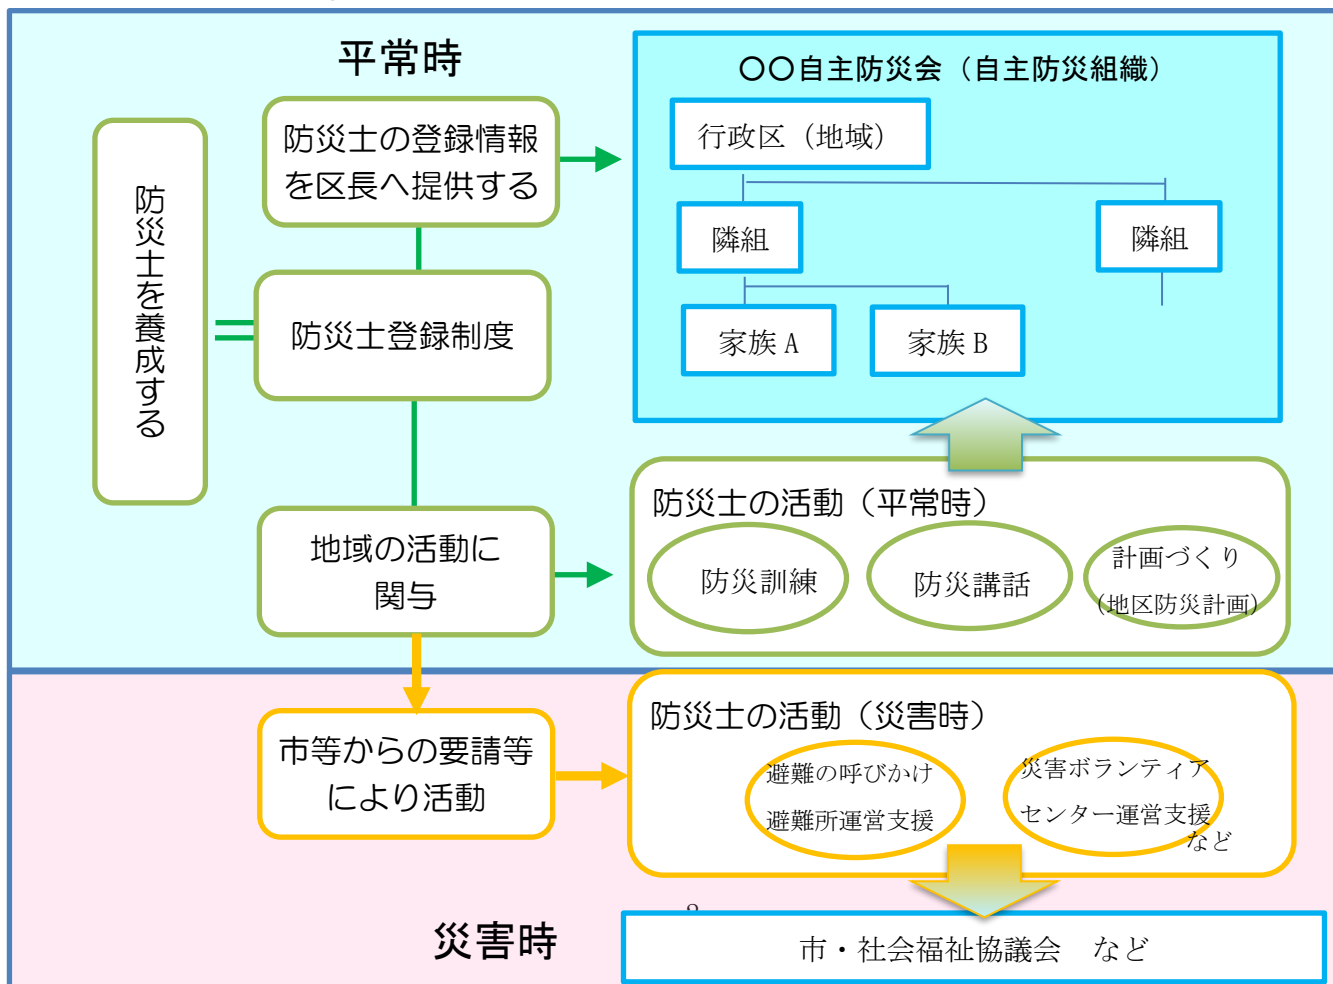 平常時
防災士を養成する
防災士の登録情報
を区長へ提供する
防災士登録制度
地域の活動に
関与
〇〇自主防災会（自主防災組織）
行政区（地域）
隣組
隣組
家族 A
家族 B
防災士の活動（平常時）
防災訓練
防災講話
計画づくり
（地区防災計画）
市等からの要請等
により活動
防災士の活動（災害時）
避難の呼びかけ
避難所運営支援
災害ボランティア
センター運営支援
など
災害時
市・社会福祉協議会　など